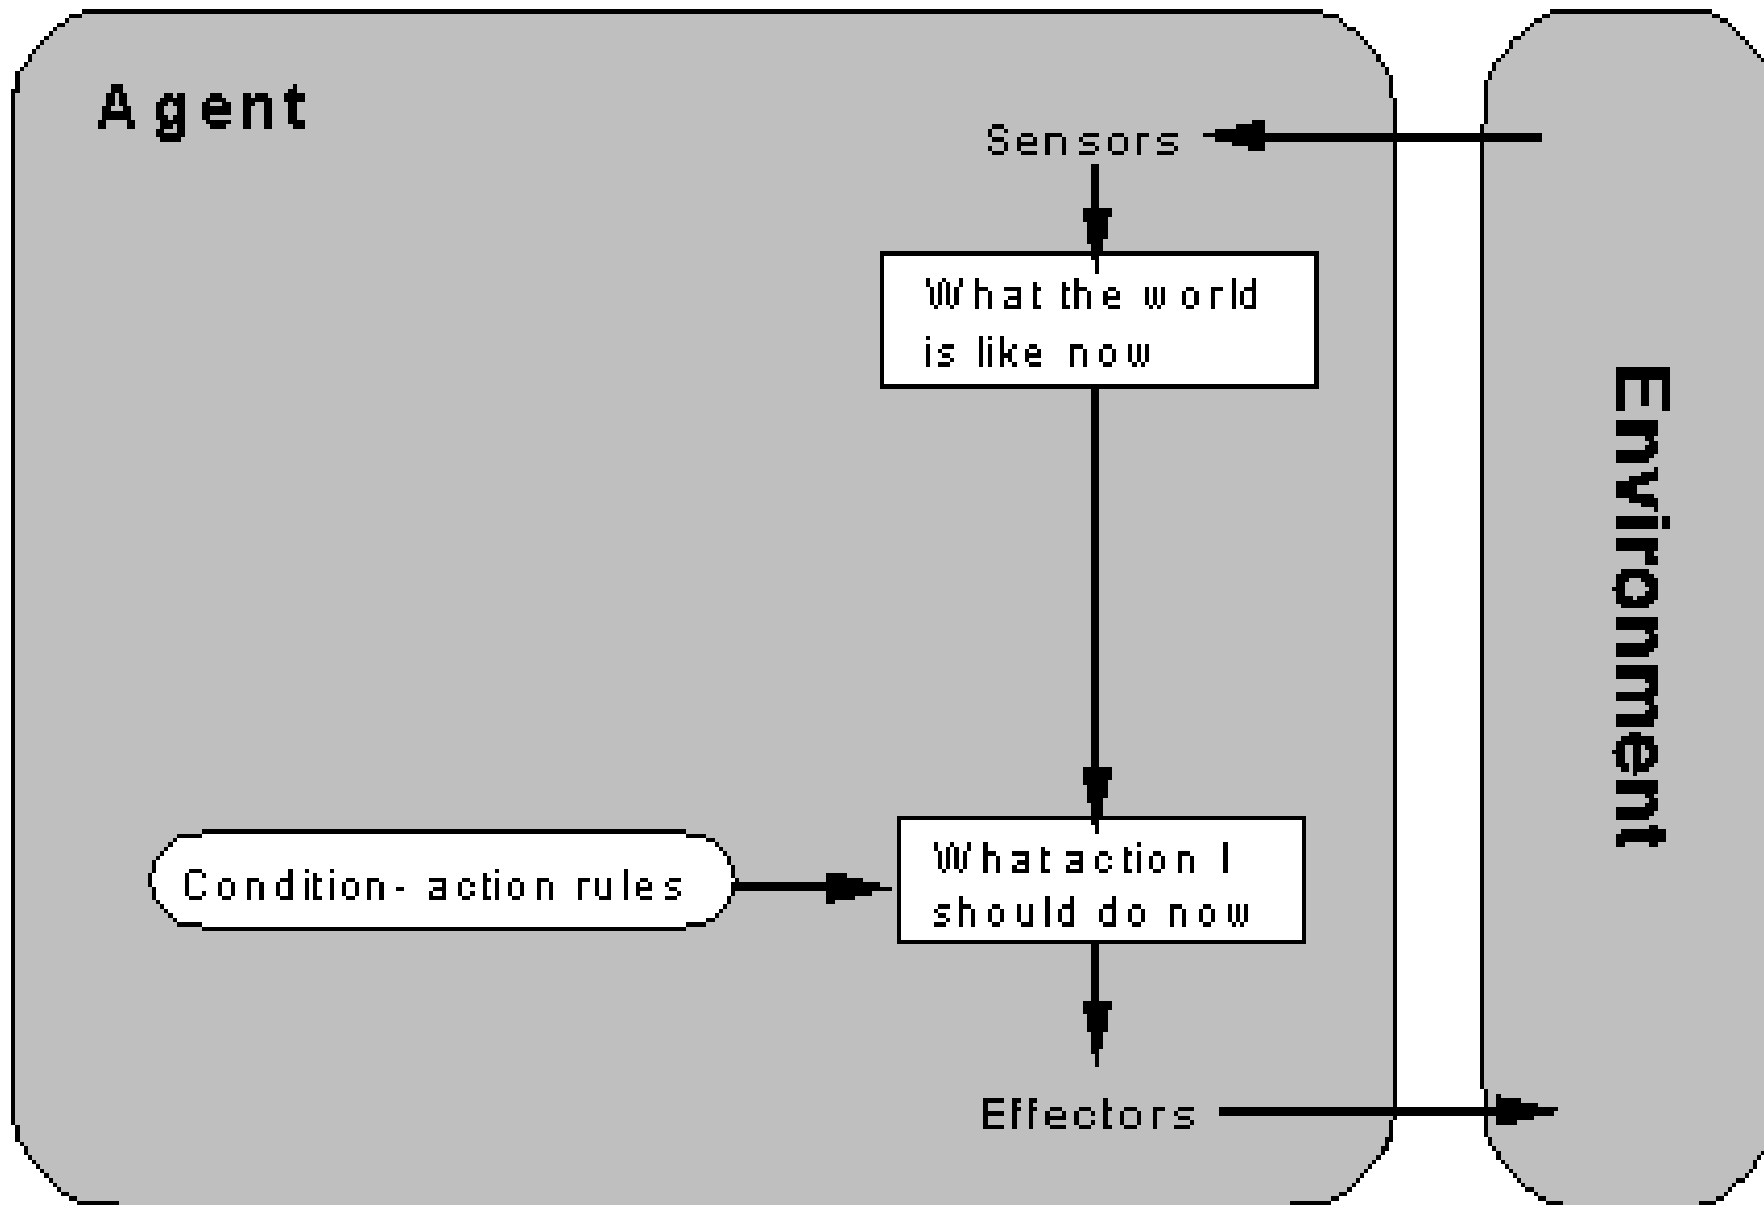 Agent
Sensors
What the world
is like now
Environment
Condition- action rules
What action I
should do now
Effectors